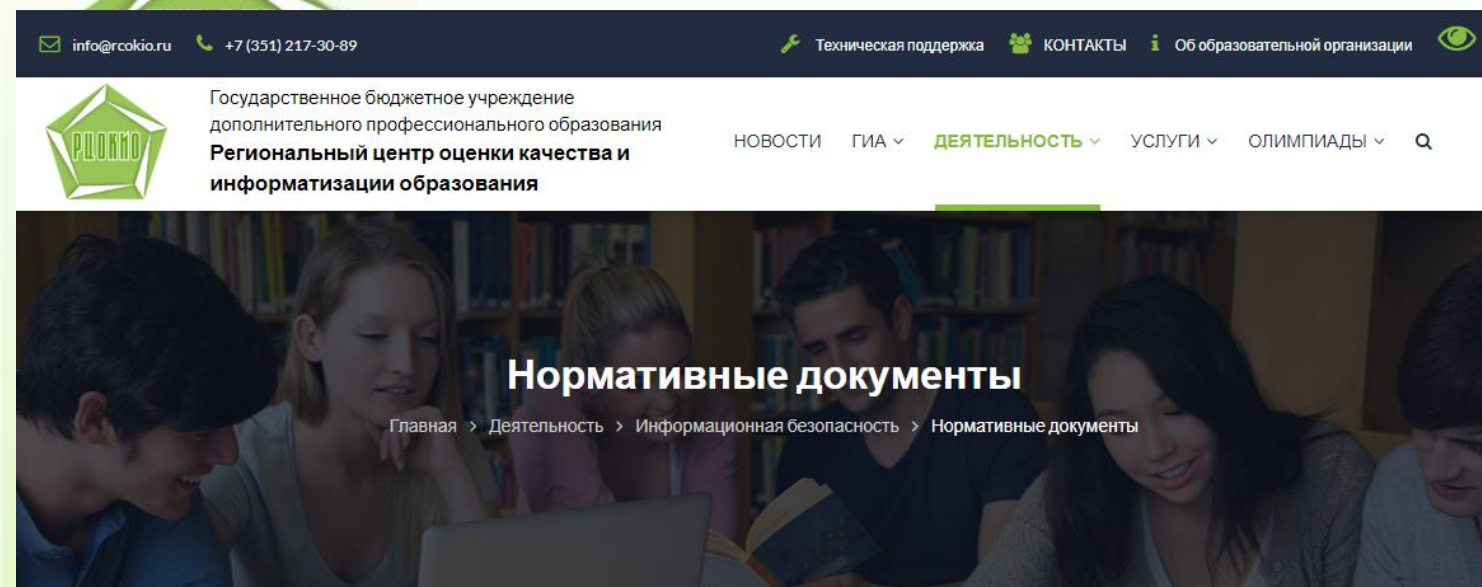 info@rcokio.ru +7 (351) 217-30-89 Техническая поддержка КОНТАКТЫ Об образовательной организации
РЦОКИО
Государственное бюджетное учреждение
дополнительного профессионального образования
Региональный центр оценки качества и
информатизации образования
НОВОСТИ ГИА ДЕЯТЕЛЬНОСТЬ УСЛУГИ ОЛИМПИАДЫ
Нормативные документы
Главная > Деятельность > Информационная безопасность > Нормативные документы